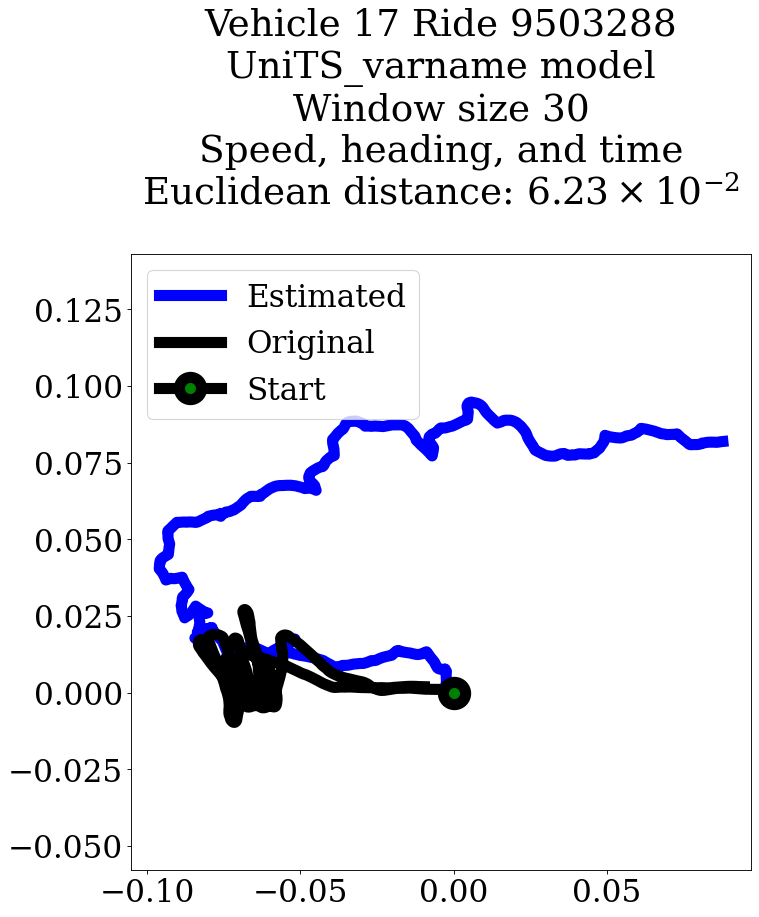 Vehicle 17 Ride 9503288
UniTS_varname model
Window size 30
Speed, heading, and time
Euclidean distance: 6.23 × 10⁻²
Estimated
Original
Start
0.125
0.100
0.075
0.050
0.025
0.000
−0.025
−0.050
−0.10 −0.05 0.00 0.05